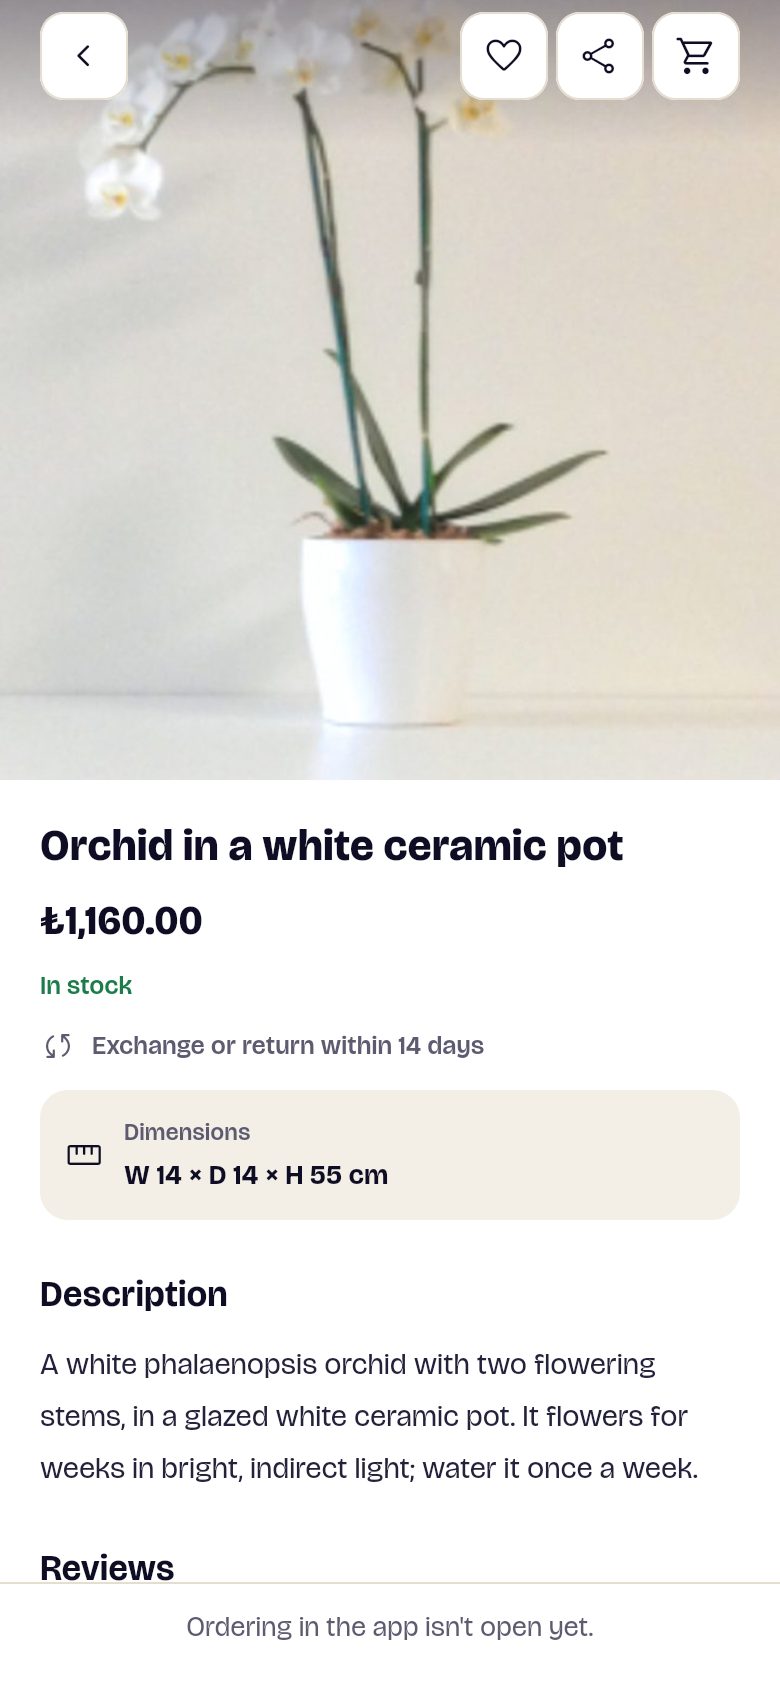 Orchid in a white ceramic pot
₺1,160.00
In stock
Exchange or return within 14 days
Dimensions
W 14 × D 14 × H 55 cm
Description
A white phalaenopsis orchid with two flowering
stems, in a glazed white ceramic pot. It flowers for
weeks in bright, indirect light; water it once a week.
Reviews
Ordering in the app isn't open yet.